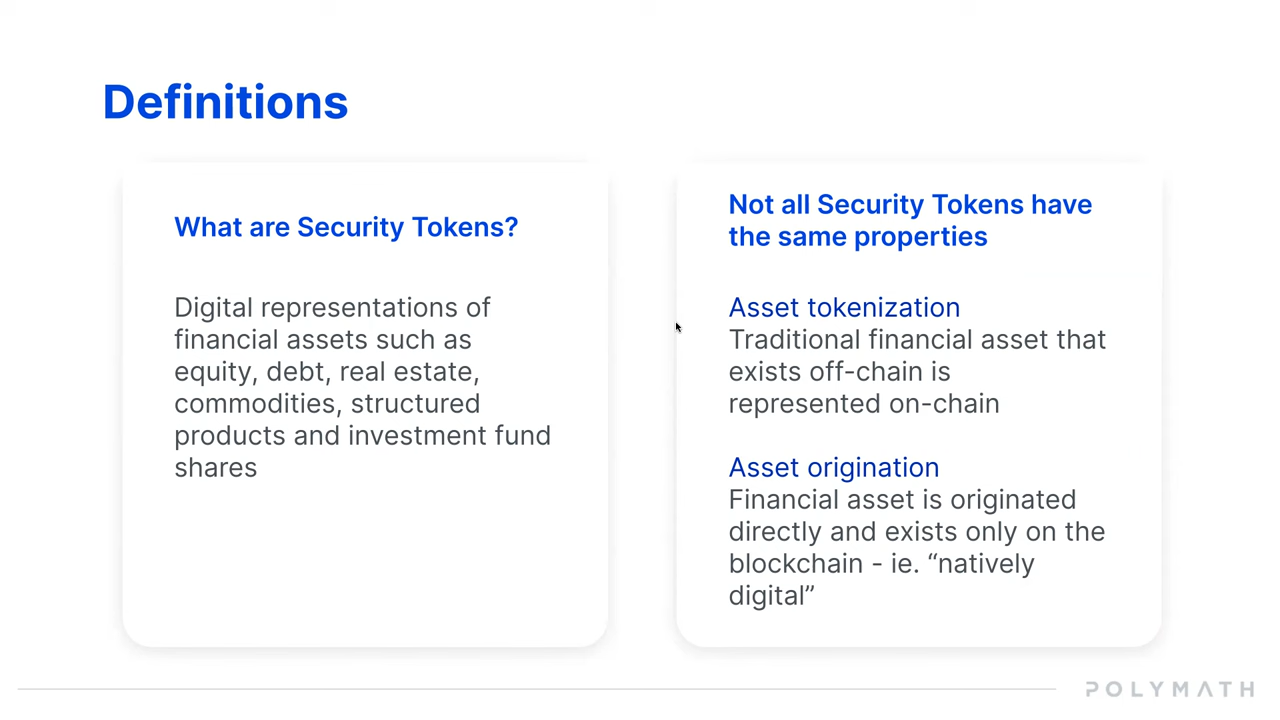 Definitions
What are Security Tokens?
Digital representations of
financial assets such as
equity, debt, real estate,
commodities, structured
products and investment fund
shares
Not all Security Tokens have
the same properties
Asset tokenization
Traditional financial asset that
exists off-chain is
represented on-chain
Asset origination
Financial asset is originated
directly and exists only on the
blockchain - ie. “natively
digital”
POLYMATH